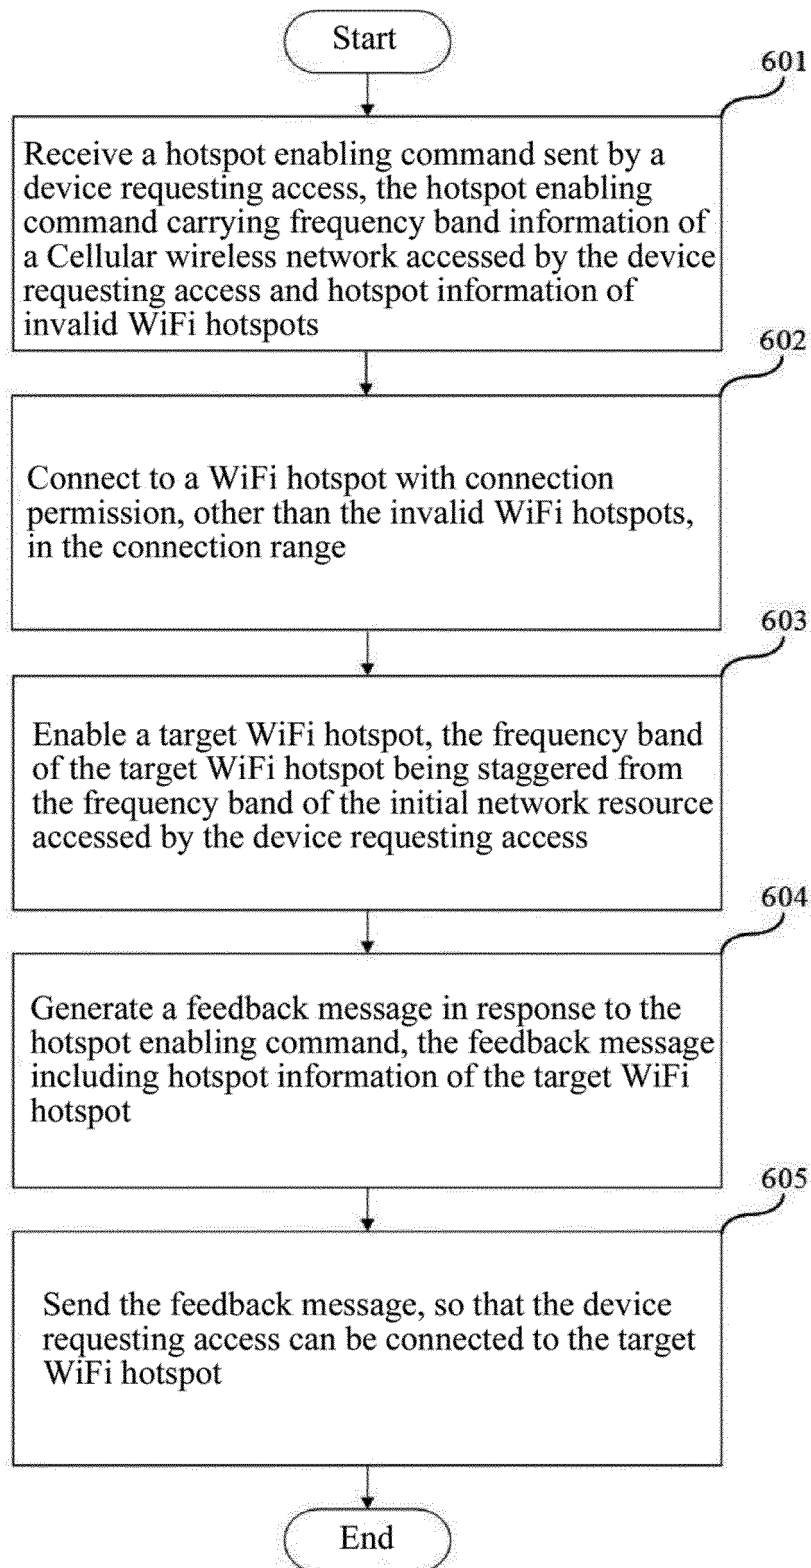 Start
601
Receive a hotspot enabling command sent by a
device requesting access, the hotspot enabling
command carrying frequency band information of
a Cellular wireless network accessed by the device
requesting access and hotspot information of
invalid WiFi hotspots
602
Connect to a WiFi hotspot with connection
permission, other than the invalid WiFi hotspots,
in the connection range
603
Enable a target WiFi hotspot, the frequency band
of the target WiFi hotspot being staggered from
the frequency band of the initial network resource
accessed by the device requesting access
604
Generate a feedback message in response to the
hotspot enabling command, the feedback message
including hotspot information of the target WiFi
hotspot
605
Send the feedback message, so that the device
requesting access can be connected to the target
WiFi hotspot
End